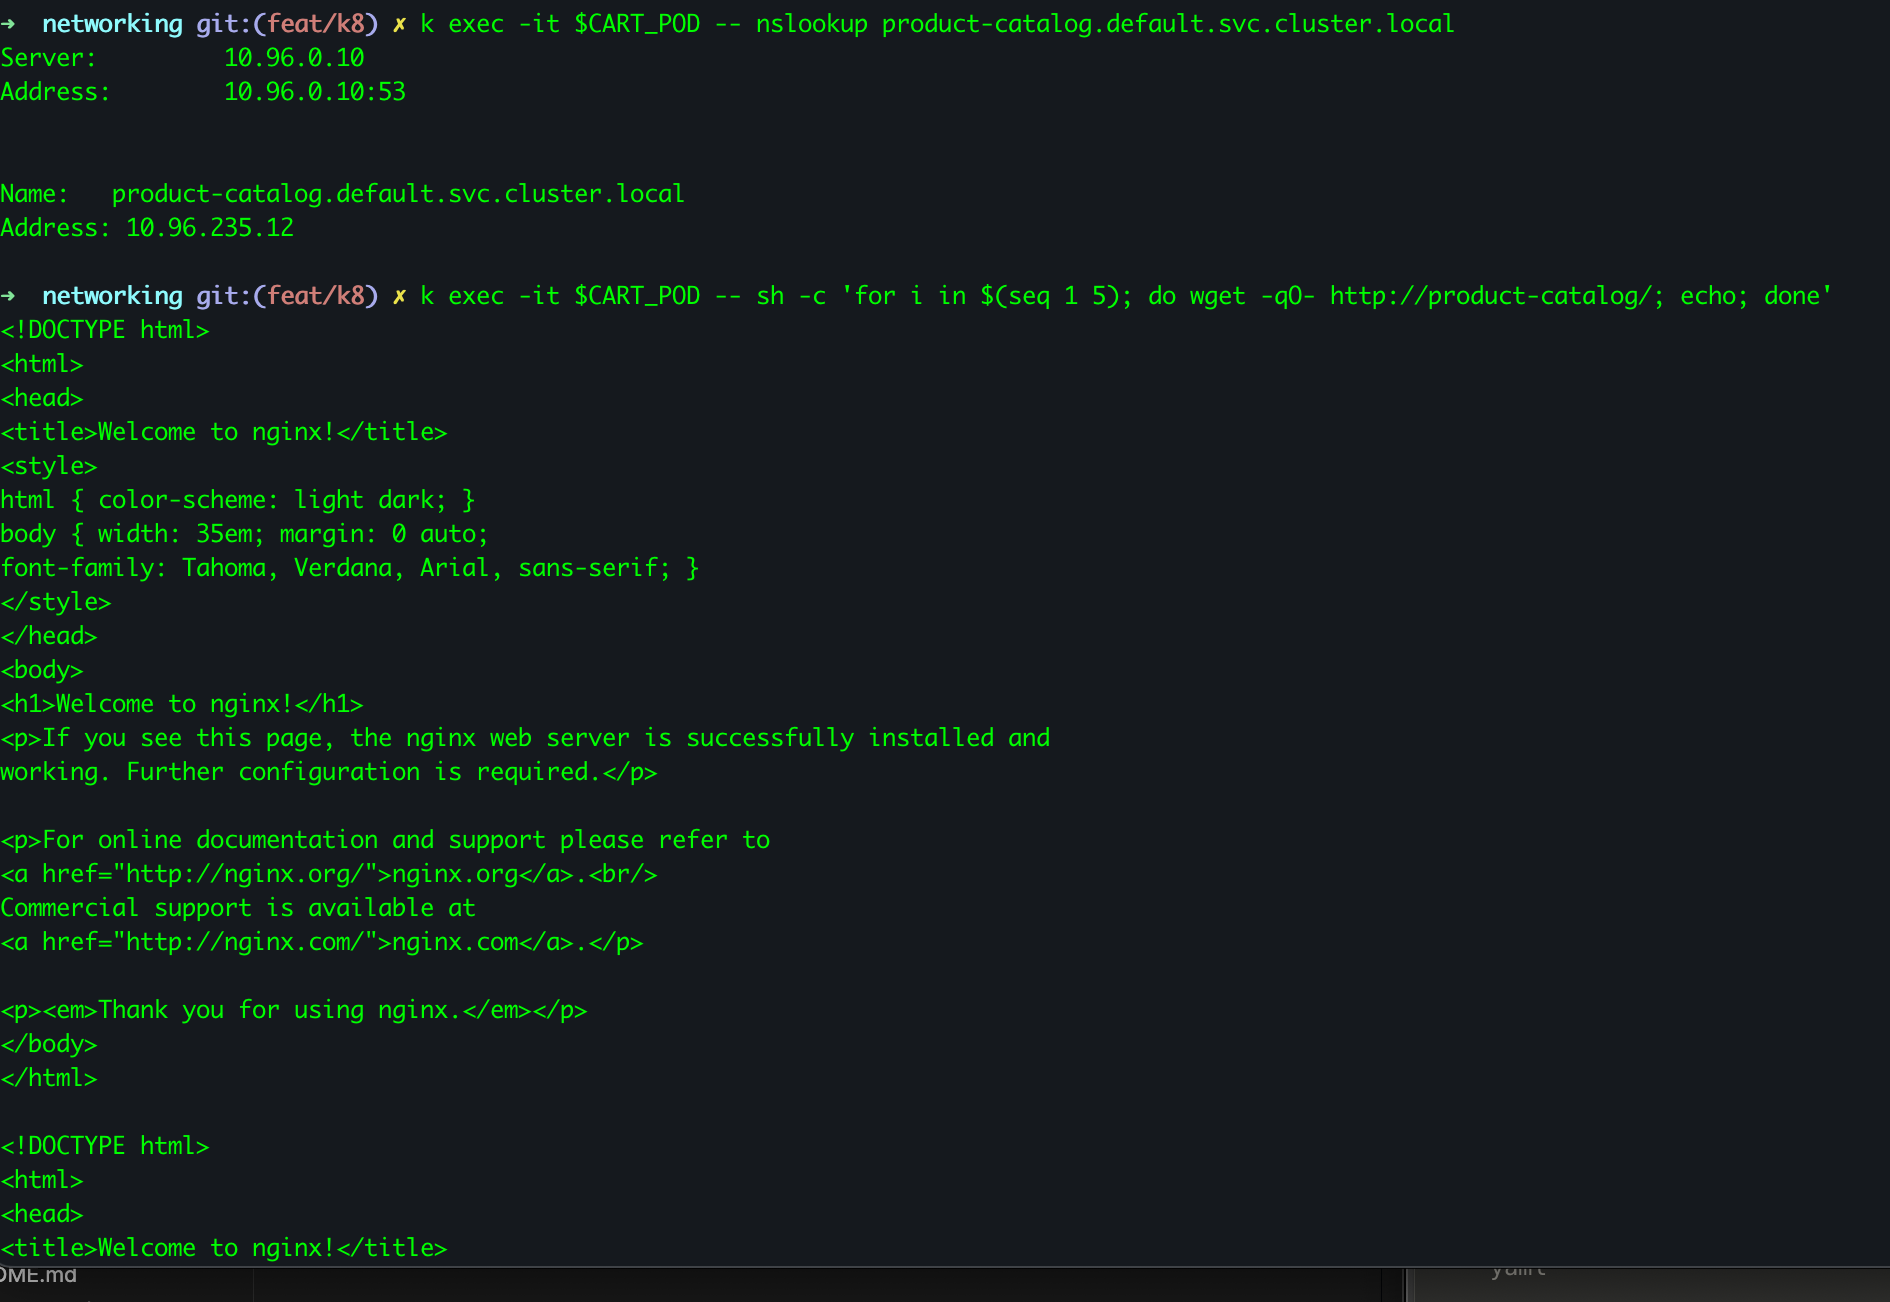 ➜  networking git:(feat/k8) ✗ k exec -it $CART_POD -- nslookup product-catalog.default.svc.cluster.local
Server:         10.96.0.10
Address:        10.96.0.10:53
Name:   product-catalog.default.svc.cluster.local
Address: 10.96.235.12
➜  networking git:(feat/k8) ✗ k exec -it $CART_POD -- sh -c 'for i in $(seq 1 5); do wget -qO- http://product-catalog/; echo; done'
<!DOCTYPE html>
<html>
<head>
<title>Welcome to nginx!</title>
<style>
html { color-scheme: light dark; }
body { width: 35em; margin: 0 auto;
font-family: Tahoma, Verdana, Arial, sans-serif; }
</style>
</head>
<body>
<h1>Welcome to nginx!</h1>
<p>If you see this page, the nginx web server is successfully installed and
working. Further configuration is required.</p>
<p>For online documentation and support please refer to
<a href="http://nginx.org/">nginx.org</a>.<br/>
Commercial support is available at
<a href="http://nginx.com/">nginx.com</a>.</p>
<p><em>Thank you for using nginx.</em></p>
</body>
</html>
<!DOCTYPE html>
<html>
<head>
<title>Welcome to nginx!</title>
OME.md